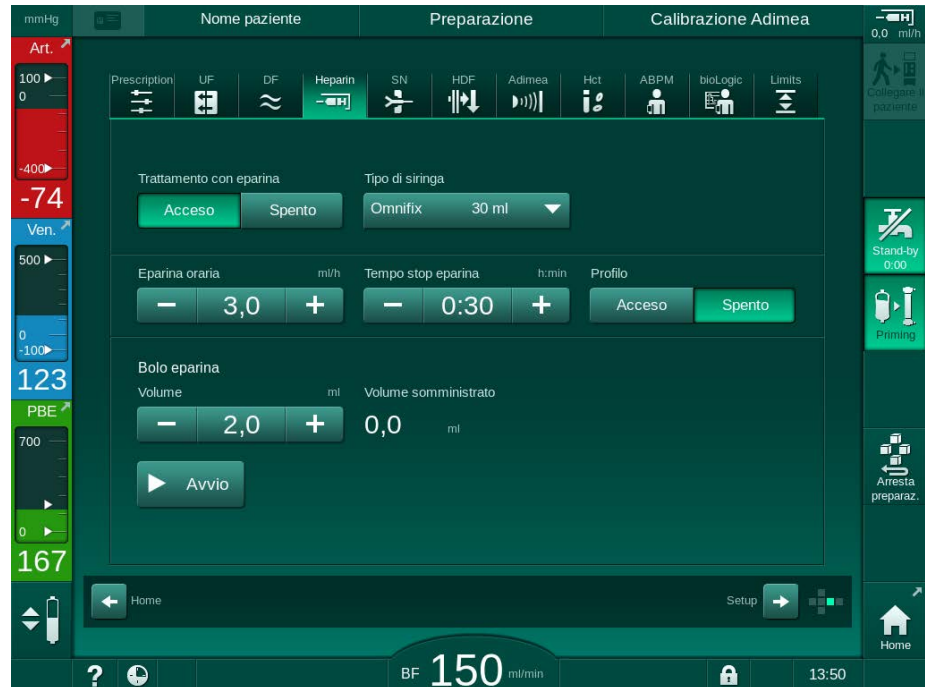 mmHg
Nome paziente
Preparazione
Calibrazione Adimea
0,0 ml/h
Art.
100
0
-400
-74
Ven.
500
0
-100
123
PBE
700
0
167
Prescription
UF
DF
Heparin
SN
HDF
Adimea
Hct
ABPM
bioLogic
Limits
Trattamento con eparina
Tipo di siringa
Acceso
Spento
Omnifix 30 ml
Eparina oraria ml/h
Tempo stop eparina h:min
Profilo
− 3,0 +
− 0:30 +
Acceso
Spento
Bolo eparina
Volume ml
Volume somministrato
− 2,0 +
0,0 ml
Avvio
Home
Setup
Collegare il
paziente
Stand-by
0:00
Priming
Arresta
preparaz.
Home
?
BF 150 ml/min
13:50